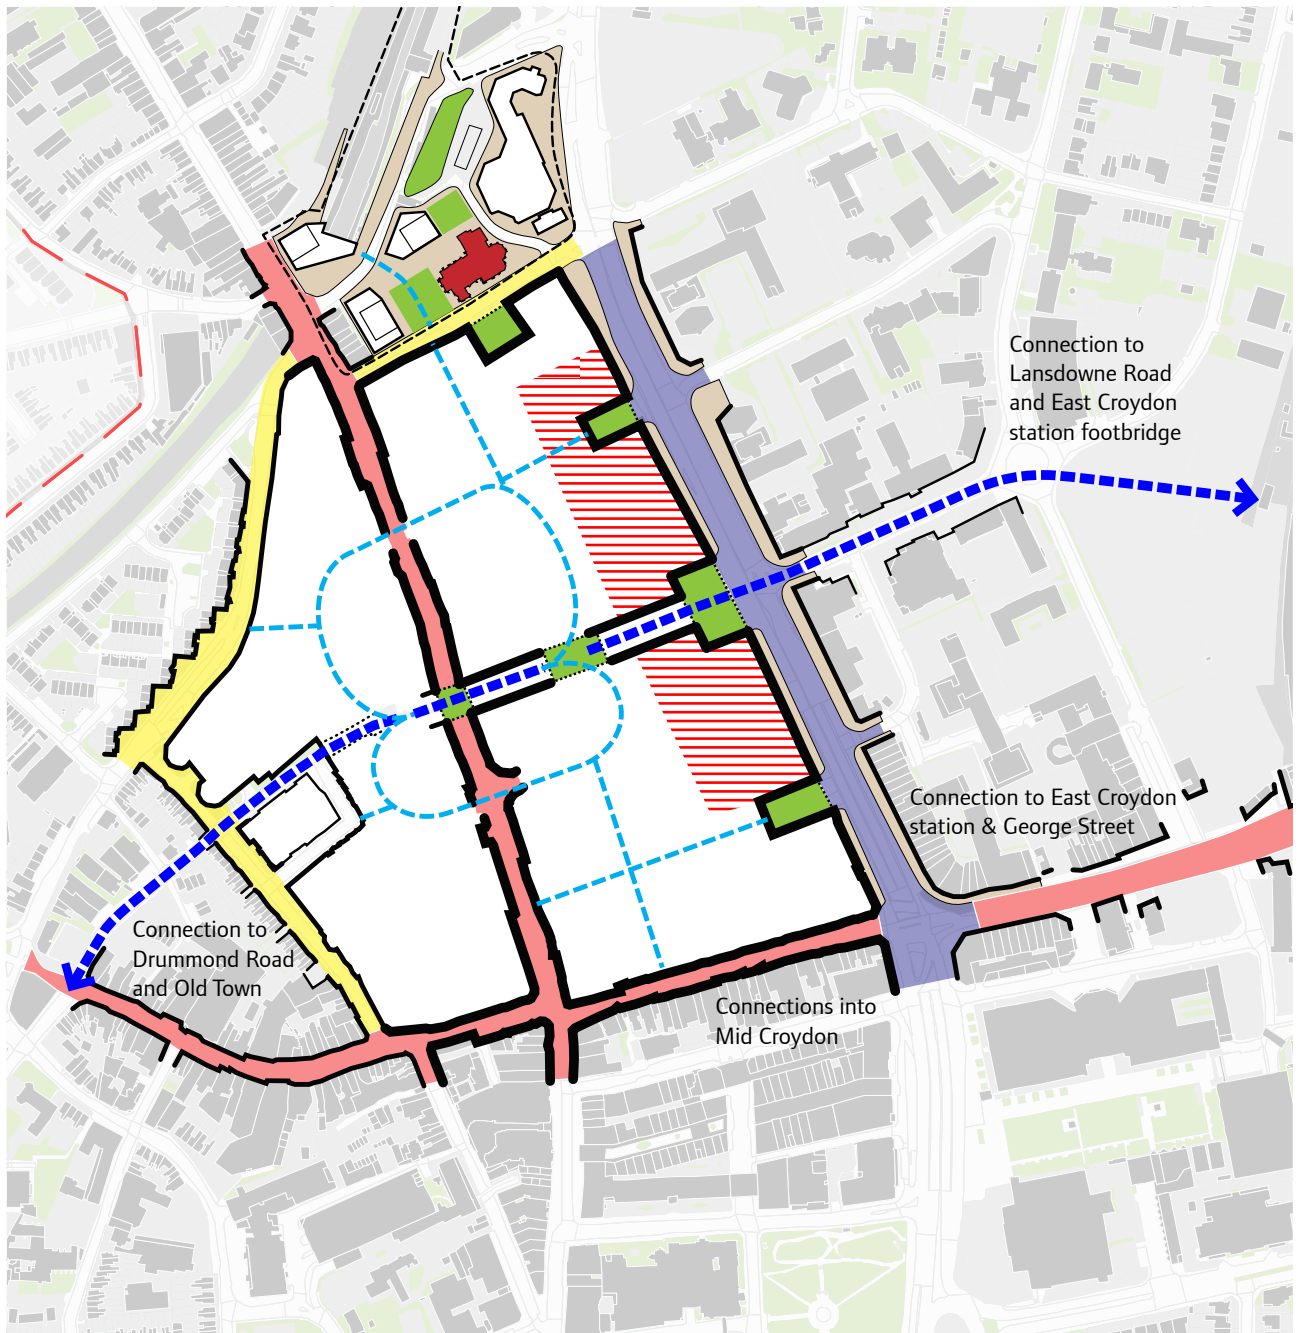 Connection to
Lansdowne Road
and East Croydon
station footbridge
Connection to East Croydon
station & George Street
Connection to
Drummond Road
and Old Town
Connections into
Mid Croydon